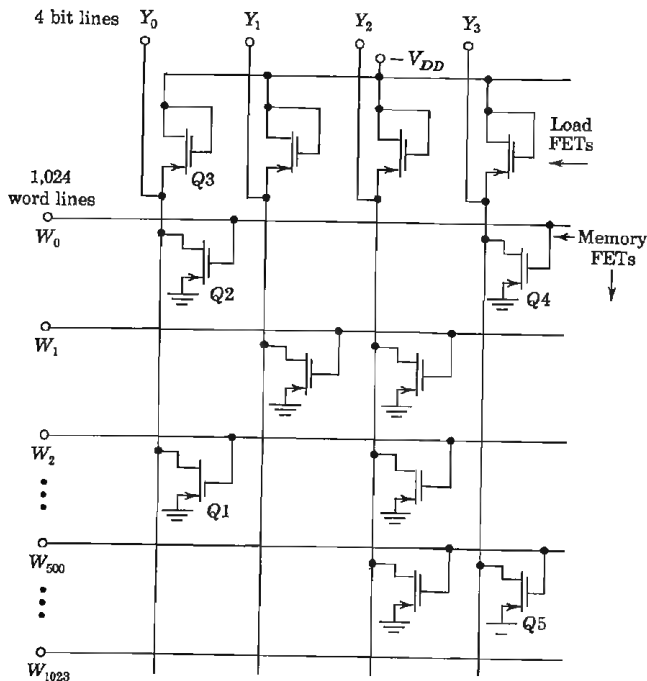 4 bit lines
Y0 Y1 Y2 Y3
−VDD
Load
FETs
Q3
1,024
word lines
W0
Memory
FETs
Q2 Q4
W1
W2
Q1
W500
Q5
W1023